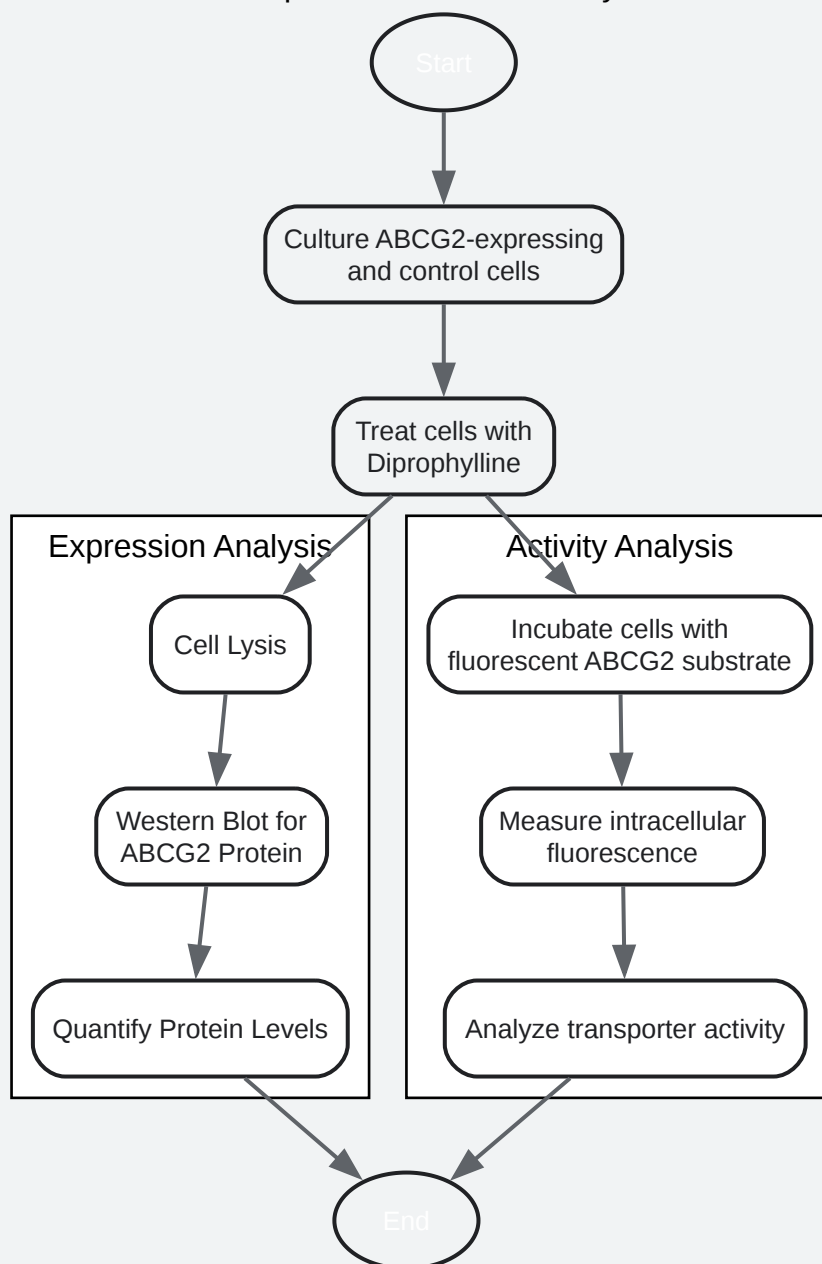 Start
Culture ABCG2-expressing
and control cells
Treat cells with
Diprophylline
Expression Analysis
Cell Lysis
Western Blot for
ABCG2 Protein
Quantify Protein Levels
Activity Analysis
Incubate cells with
fluorescent ABCG2 substrate
Measure intracellular
fluorescence
Analyze transporter activity
End